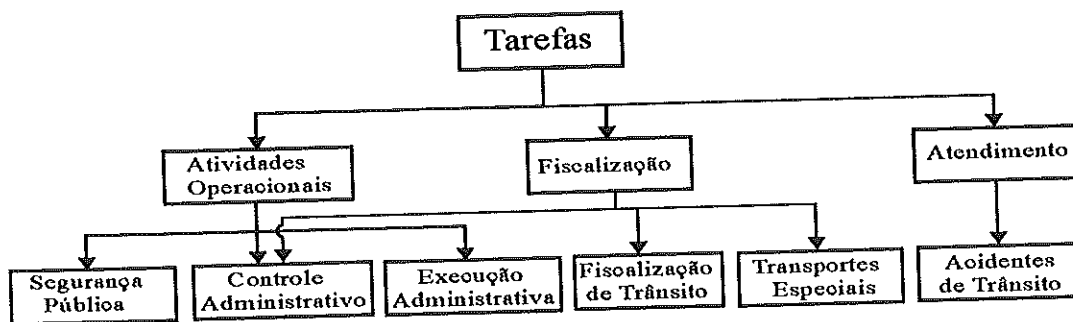 Tarefas
Atividades
Operacionais
Fiscalização
Atendimento
Segurança
Pública
Controle
Administrativo
Execução
Administrativa
Fiscalização
de Trânsito
Transportes
Especiais
Acidentes
de Trânsito